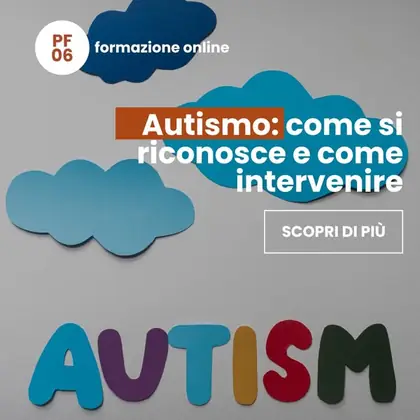 PF
06
formazione online
Autismo: come si
riconosce e come
intervenire
SCOPRI DI PIÙ
AUTISM